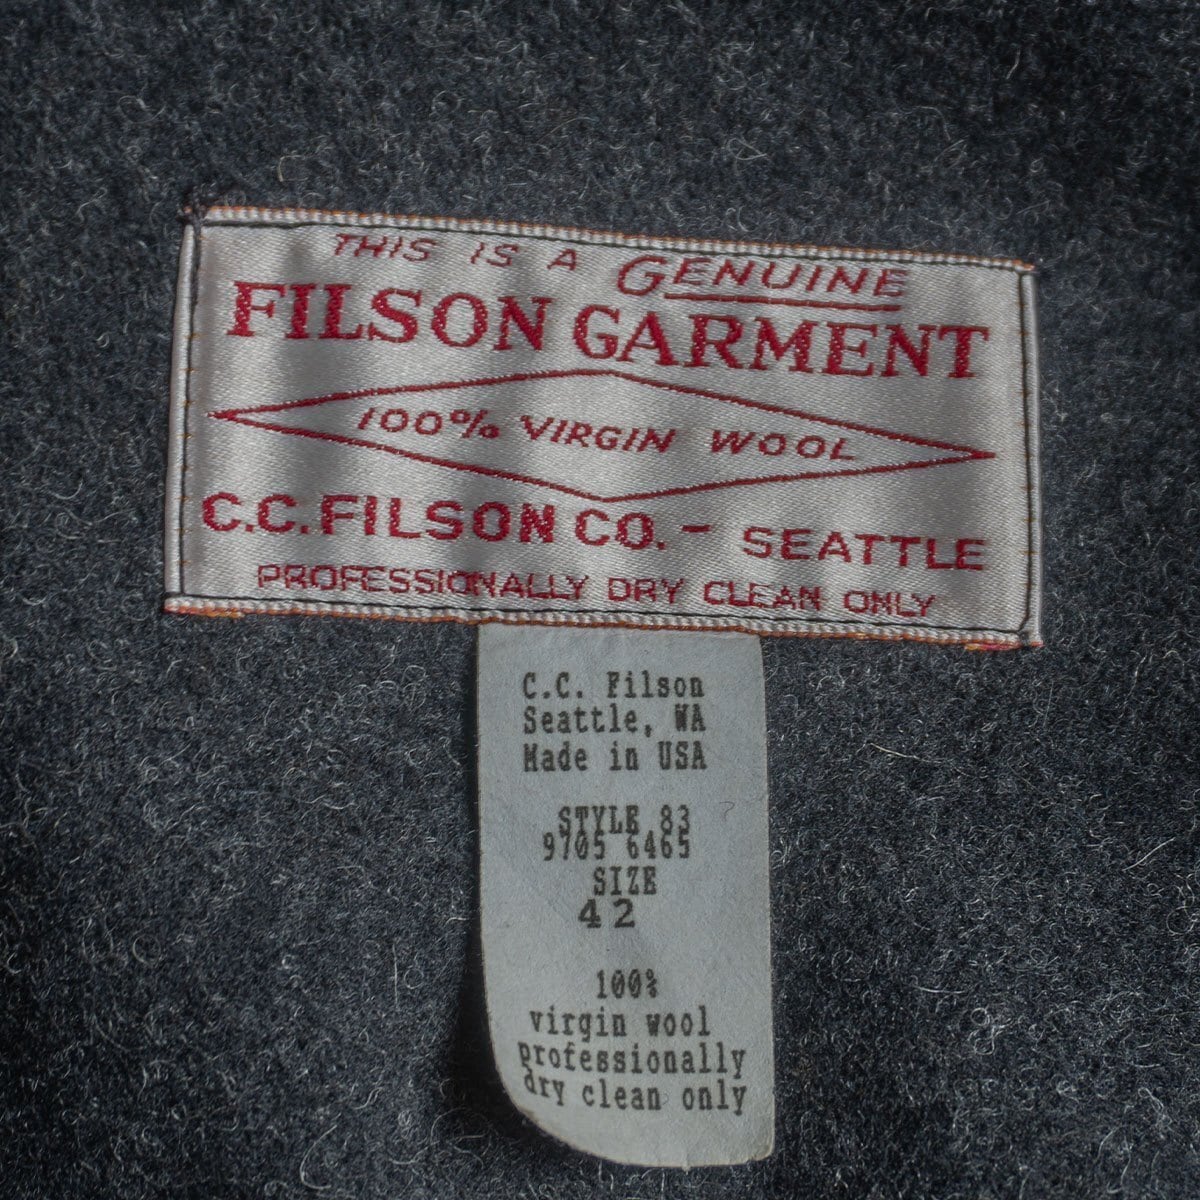 THIS IS A GENUINE
FILSON GARMENT
100% VIRGIN WOOL
C.C. FILSON CO. - SEATTLE
PROFESSIONALLY DRY CLEAN ONLY
C.C. Filson
Seattle, WA
Made in USA
STYLE 83
9705 6465
SIZE
42
100%
virgin wool
professionally
dry clean only